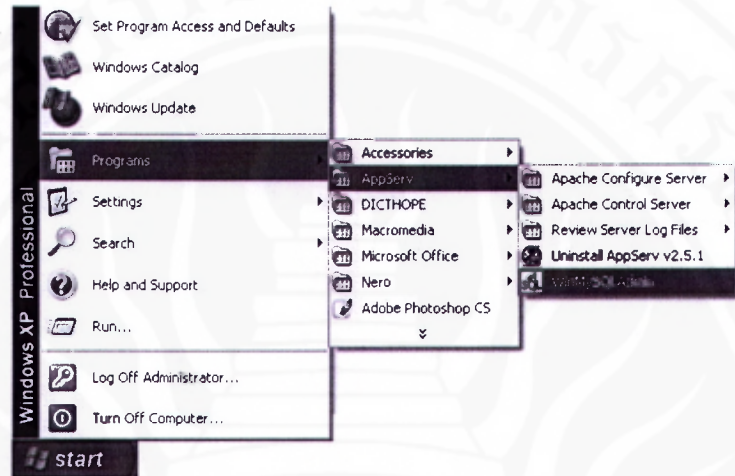 Set Program Access and Defaults
Windows Catalog
Windows Update
Programs
Settings
Search
Help and Support
Run...
Log Off Administrator...
Turn Off Computer...
Windows XP Professional
start
Accessories
AppServ
DICTHOPE
Macromedia
Microsoft Office
Nero
Adobe Photoshop CS
Apache Configure Server
Apache Control Server
Review Server Log Files
Uninstall AppServ v2.5.1
WinMySQLAdmin